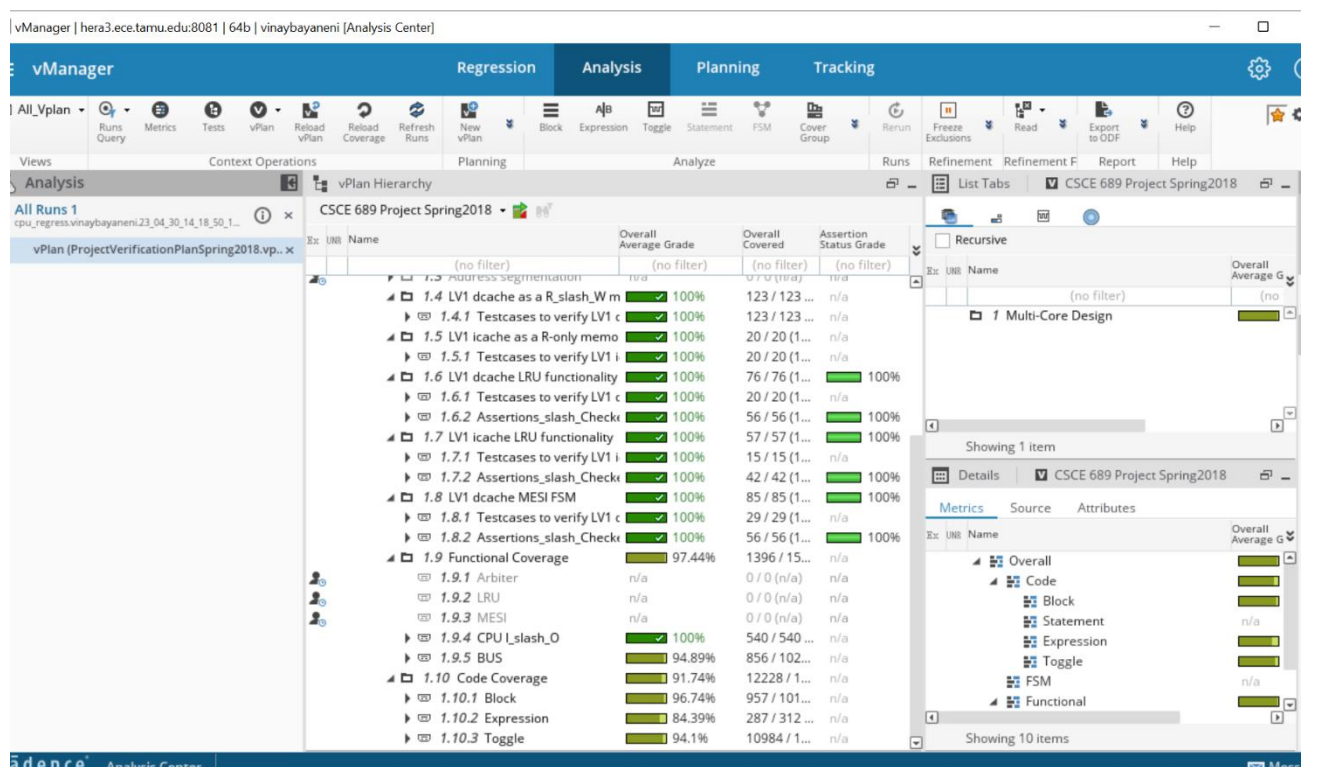 vManager | hera3.ece.tamu.edu:8081 | 64b | vinaybayaneni [Analysis Center]
vManager Regression Analysis Planning Tracking
All_Vplan Runs Query Metrics Tests vPlan Reload vPlan Reload Coverage Refresh Runs New vPlan Block Expression Toggle Statement FSM Cover Group Rerun Freeze Exclusions Read Export to ODF Help
Views Context Operations Planning Analyze Runs Refinement Refinement F Report Help
Analysis
All Runs 1
cpu_regress.vinaybayaneni.23_04_30_14_18_50_1...
vPlan (ProjectVerificationPlanSpring2018.vp..
vPlan Hierarchy
CSCE 689 Project Spring2018
Ex UNR Name Overall Average Grade Overall Covered Assertion Status Grade
(no filter) (no filter) (no filter) (no filter)
1.3 Address segmentation n/a 0 / 0 (n/a) n/a
1.4 LV1 dcache as a R_slash_W m 100% 123 / 123 ... n/a
1.4.1 Testcases to verify LV1 c 100% 123 / 123 ... n/a
1.5 LV1 icache as a R-only memo 100% 20 / 20 (1... n/a
1.5.1 Testcases to verify LV1 i 100% 20 / 20 (1... n/a
1.6 LV1 dcache LRU functionality 100% 76 / 76 (1... 100%
1.6.1 Testcases to verify LV1 c 100% 20 / 20 (1... n/a
1.6.2 Assertions_slash_Checke 100% 56 / 56 (1... 100%
1.7 LV1 icache LRU functionality 100% 57 / 57 (1... 100%
1.7.1 Testcases to verify LV1 i 100% 15 / 15 (1... n/a
1.7.2 Assertions_slash_Checke 100% 42 / 42 (1... 100%
1.8 LV1 dcache MESI FSM 100% 85 / 85 (1... 100%
1.8.1 Testcases to verify LV1 c 100% 29 / 29 (1... n/a
1.8.2 Assertions_slash_Checke 100% 56 / 56 (1... 100%
1.9 Functional Coverage 97.44% 1396 / 15... n/a
1.9.1 Arbiter n/a 0 / 0 (n/a) n/a
1.9.2 LRU n/a 0 / 0 (n/a) n/a
1.9.3 MESI n/a 0 / 0 (n/a) n/a
1.9.4 CPU I_slash_O 100% 540 / 540 ... n/a
1.9.5 BUS 94.89% 856 / 102... n/a
1.10 Code Coverage 91.74% 12228 / 1... n/a
1.10.1 Block 96.74% 957 / 101... n/a
1.10.2 Expression 84.39% 287 / 312 ... n/a
1.10.3 Toggle 94.1% 10984 / 1... n/a
List Tabs CSCE 689 Project Spring2018
Recursive
Ex UNR Name Overall Average G
(no filter) (no
1 Multi-Core Design
Showing 1 item
Details CSCE 689 Project Spring2018
Metrics Source Attributes
Ex UNR Name Overall Average G
Overall
Code
Block
Statement n/a
Expression
Toggle
FSM n/a
Functional
Showing 10 items
cādence Analysis Center